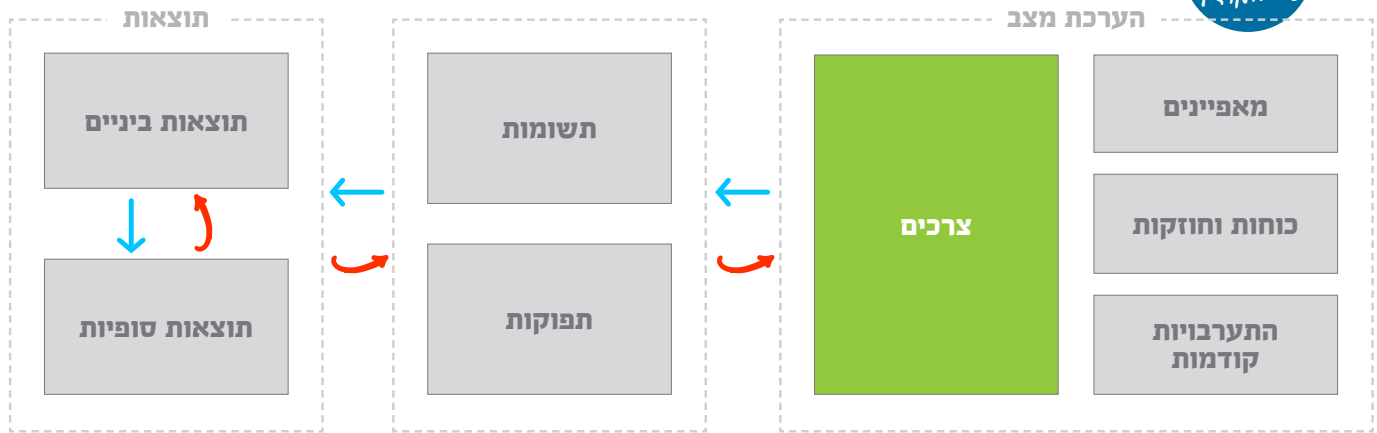 הערכת מצב
מאפיינים
כוחות וחוזקות
התערבויות
קודמות
צרכים
תשומות
תפוקות
תוצאות
תוצאות ביניים
תוצאות סופיות